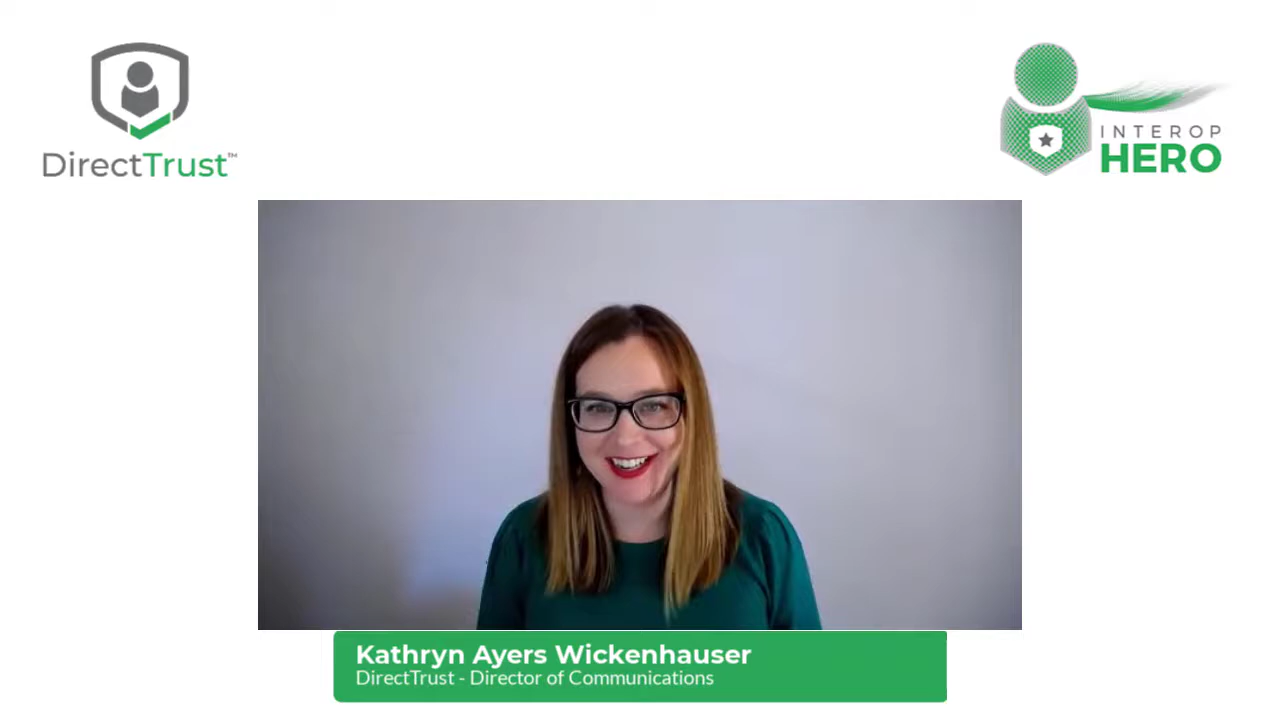 DirectTrust™
INTEROP
HERO
Kathryn Ayers Wickenhauser
DirectTrust - Director of Communications